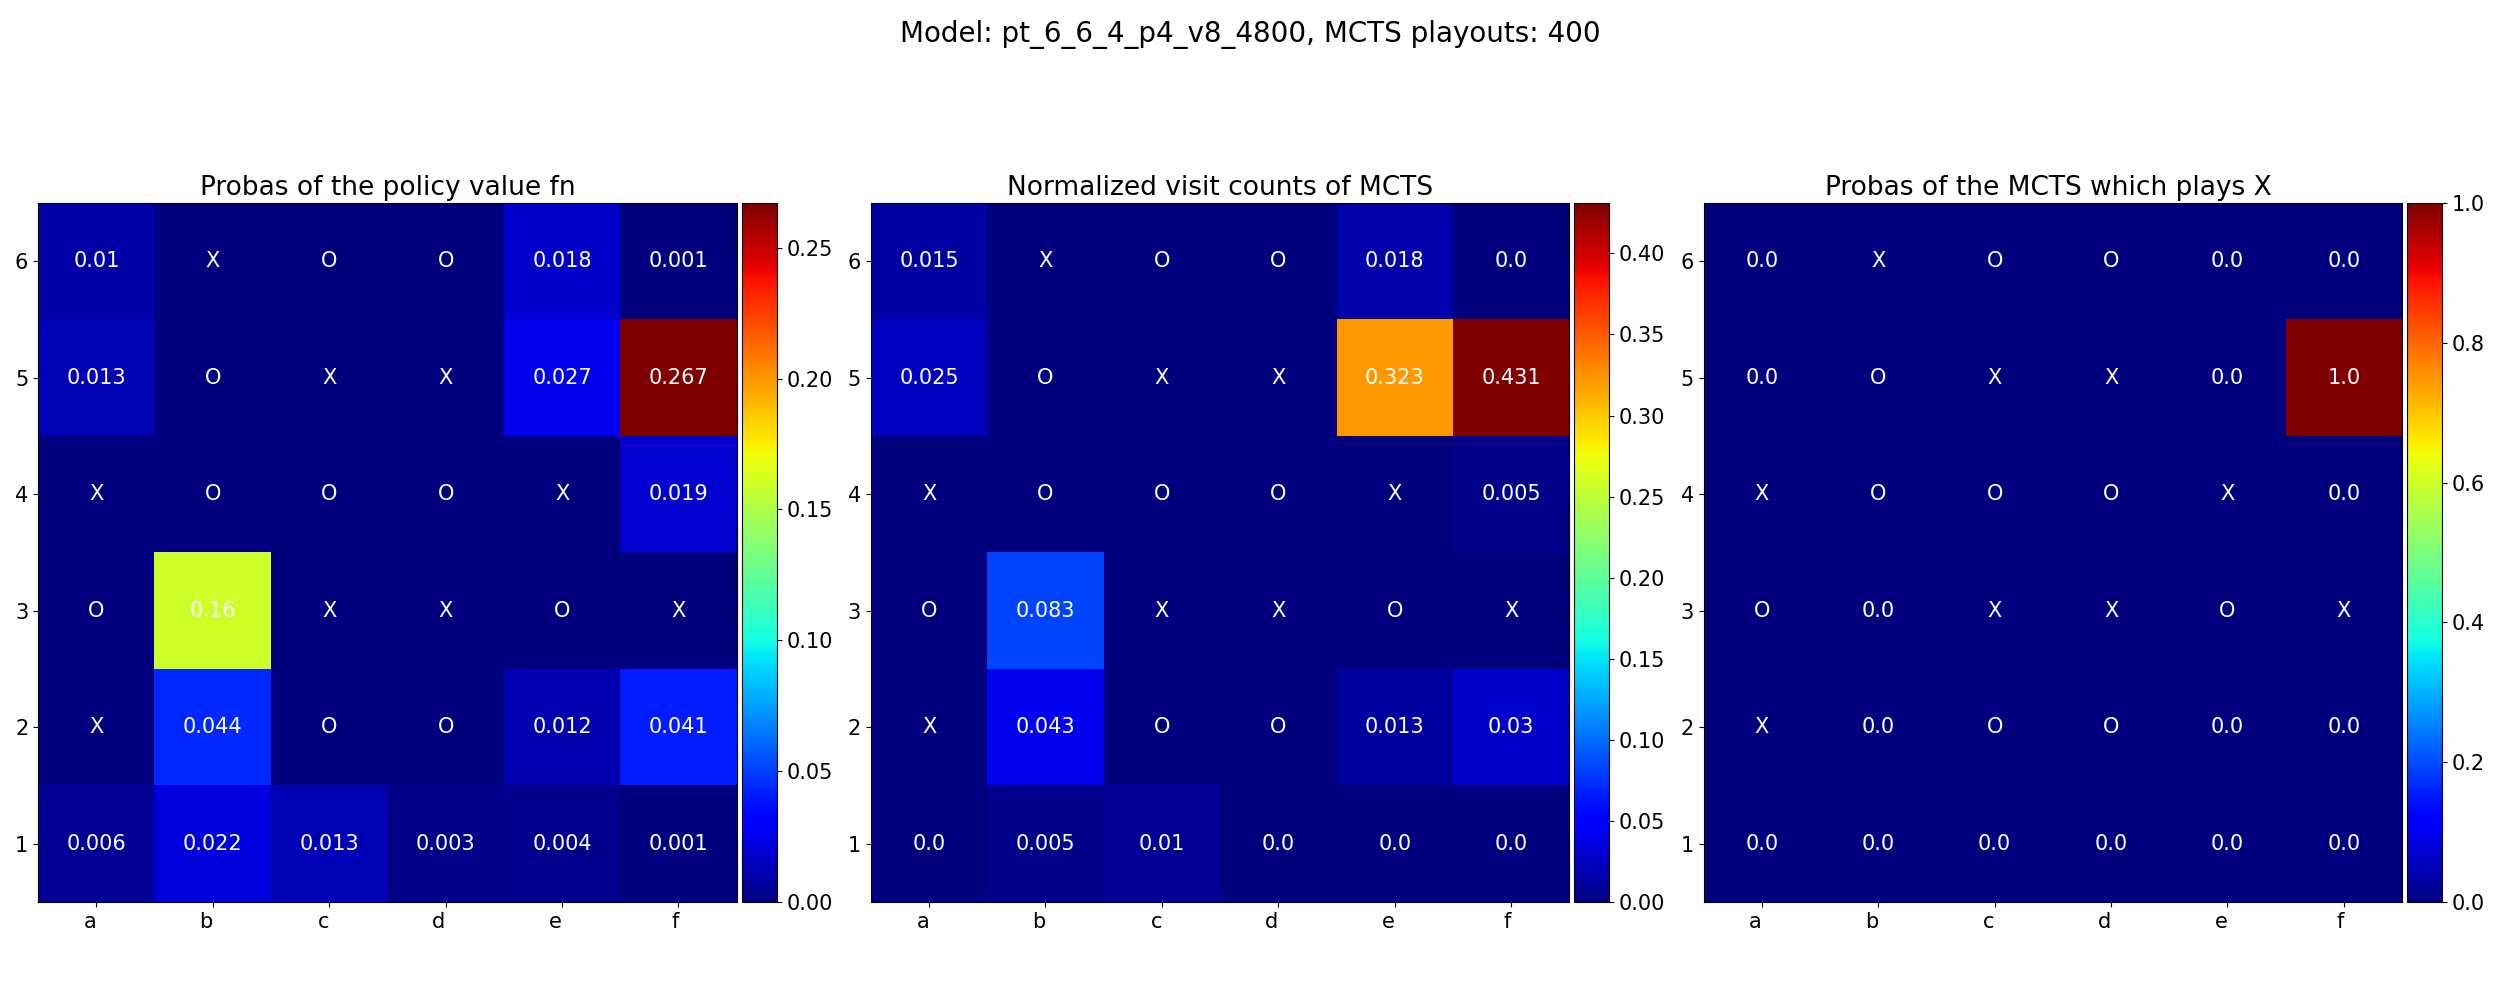 Model: pt_6_6_4_p4_v8_4800, MCTS playouts: 400
Probas of the policy value fn
6 0.01 X O O 0.018 0.001
5 0.013 O X X 0.027 0.267
4 X O O O X 0.019
3 O 0.16 X X O X
2 X 0.044 O O 0.012 0.041
1 0.006 0.022 0.013 0.003 0.004 0.001
a b c d e f
0.25
0.20
0.15
0.10
0.05
0.00
Normalized visit counts of MCTS
6 0.015 X O O 0.018 0.0
5 0.025 O X X 0.323 0.431
4 X O O O X 0.005
3 O 0.083 X X O X
2 X 0.043 O O 0.013 0.03
1 0.0 0.005 0.01 0.0 0.0 0.0
a b c d e f
0.40
0.35
0.30
0.25
0.20
0.15
0.10
0.05
0.00
Probas of the MCTS which plays X
6 0.0 X O O 0.0 0.0
5 0.0 O X X 0.0 1.0
4 X O O O X 0.0
3 O 0.0 X X O X
2 X 0.0 O O 0.0 0.0
1 0.0 0.0 0.0 0.0 0.0 0.0
a b c d e f
1.0
0.8
0.6
0.4
0.2
0.0